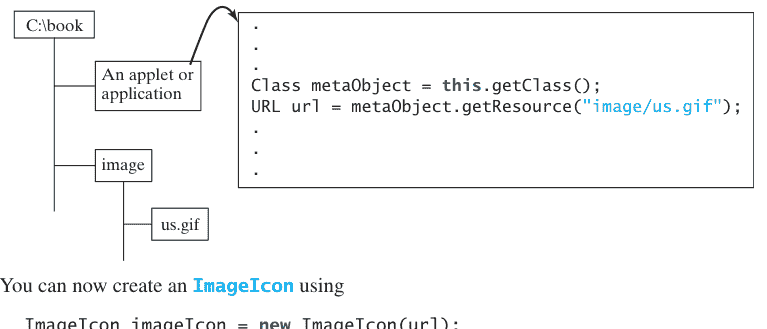 C:\book
An applet or
application
image
us.gif
.
.
.
Class metaObject = this.getClass();
URL url = metaObject.getResource("image/us.gif");
.
.
.
You can now create an ImageIcon using
ImageIcon imageIcon = new ImageIcon(url);